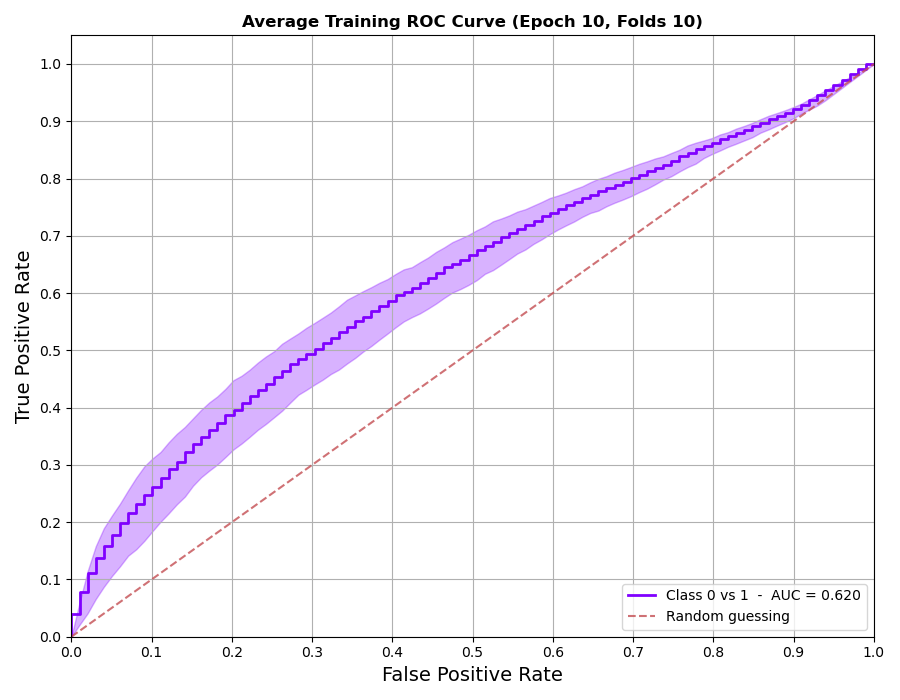 Average Training ROC Curve (Epoch 10, Folds 10)
True Positive Rate
1.0
0.9
0.8
0.7
0.6
0.5
0.4
0.3
0.2
0.1
0.0
Class 0 vs 1 - AUC = 0.620
Random guessing
0.0 0.1 0.2 0.3 0.4 0.5 0.6 0.7 0.8 0.9 1.0
False Positive Rate